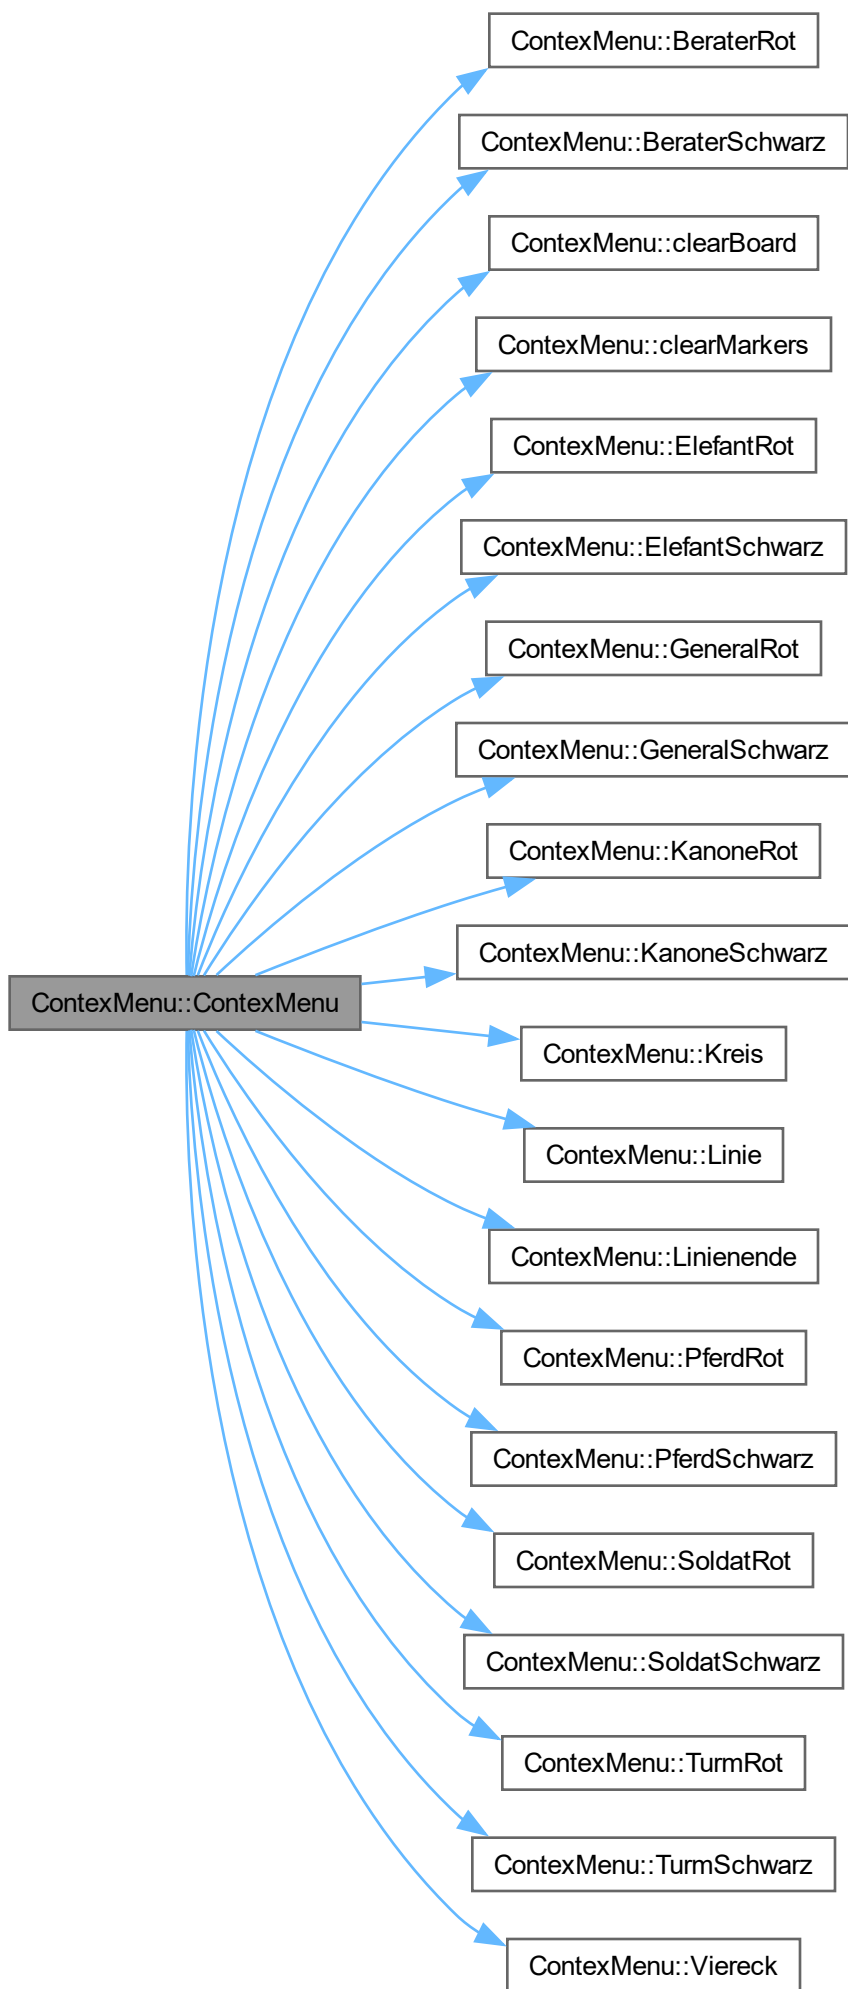 ContexMenu::BeraterRot
ContexMenu::BeraterSchwarz
ContexMenu::clearBoard
ContexMenu::clearMarkers
ContexMenu::ElefantRot
ContexMenu::ElefantSchwarz
ContexMenu::GeneralRot
ContexMenu::GeneralSchwarz
ContexMenu::KanoneRot
ContexMenu::KanoneSchwarz
ContexMenu::ContexMenu
ContexMenu::Kreis
ContexMenu::Linie
ContexMenu::Linienende
ContexMenu::PferdRot
ContexMenu::PferdSchwarz
ContexMenu::SoldatRot
ContexMenu::SoldatSchwarz
ContexMenu::TurmRot
ContexMenu::TurmSchwarz
ContexMenu::Viereck